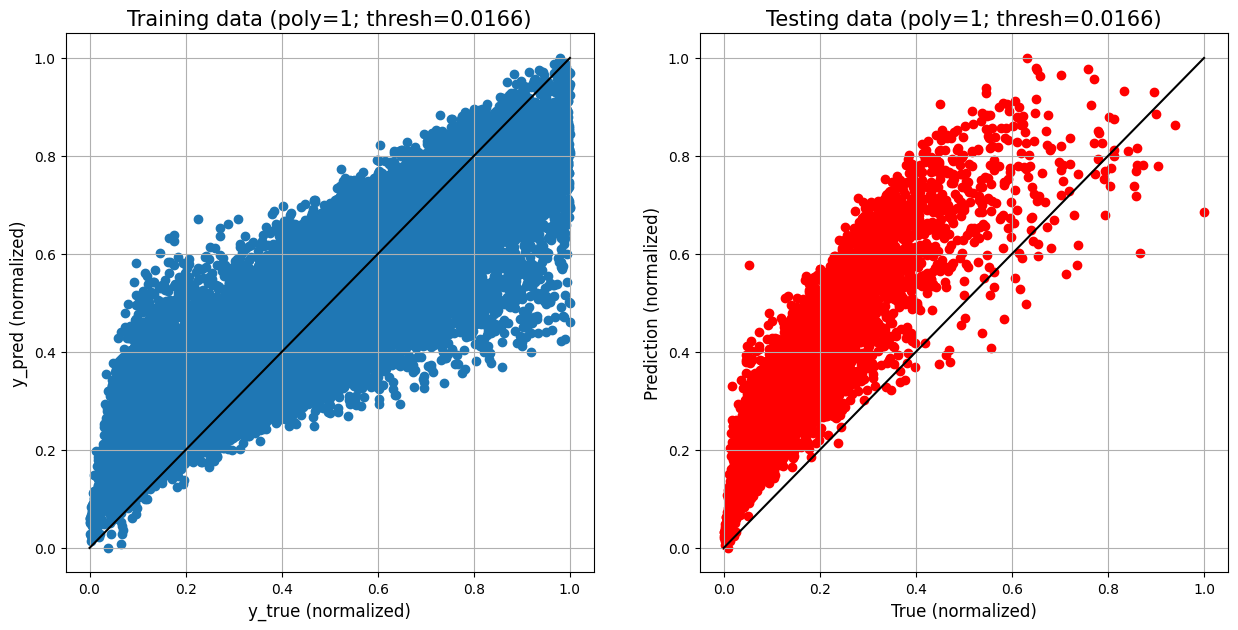 Training data (poly=1; thresh=0.0166)
1.0
0.8
0.6
0.4
0.2
0.0
y_pred (normalized)
0.0 0.2 0.4 0.6 0.8 1.0
y_true (normalized)
Testing data (poly=1; thresh=0.0166)
1.0
0.8
0.6
0.4
0.2
0.0
Prediction (normalized)
0.0 0.2 0.4 0.6 0.8 1.0
True (normalized)